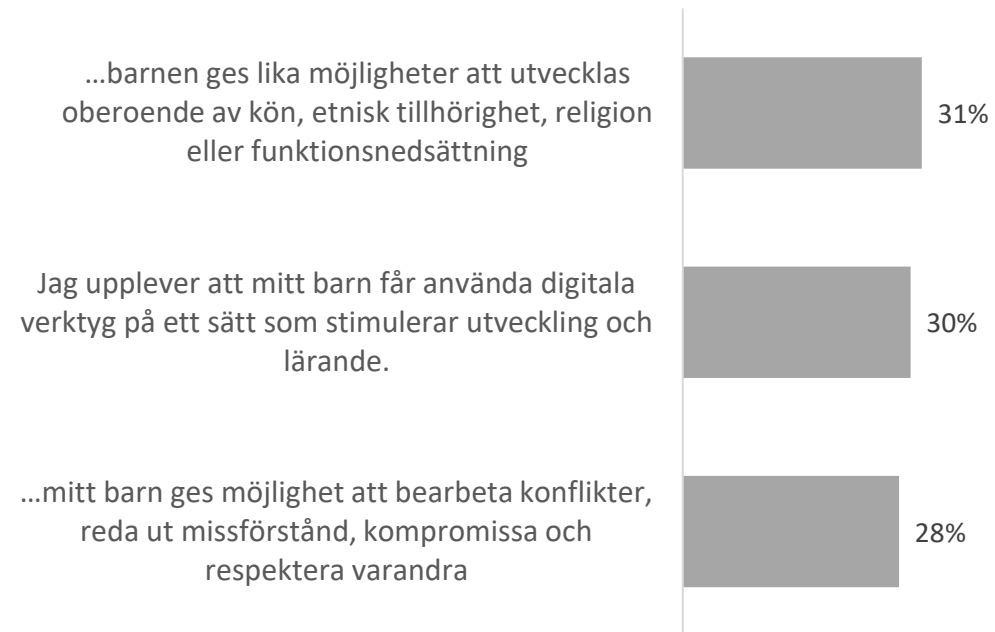 …barnen ges lika möjligheter att utvecklas
oberoende av kön, etnisk tillhörighet, religion
eller funktionsnedsättning
31%
Jag upplever att mitt barn får använda digitala
verktyg på ett sätt som stimulerar utveckling och
lärande.
30%
…mitt barn ges möjlighet att bearbeta konflikter,
reda ut missförstånd, kompromissa och
respektera varandra
28%